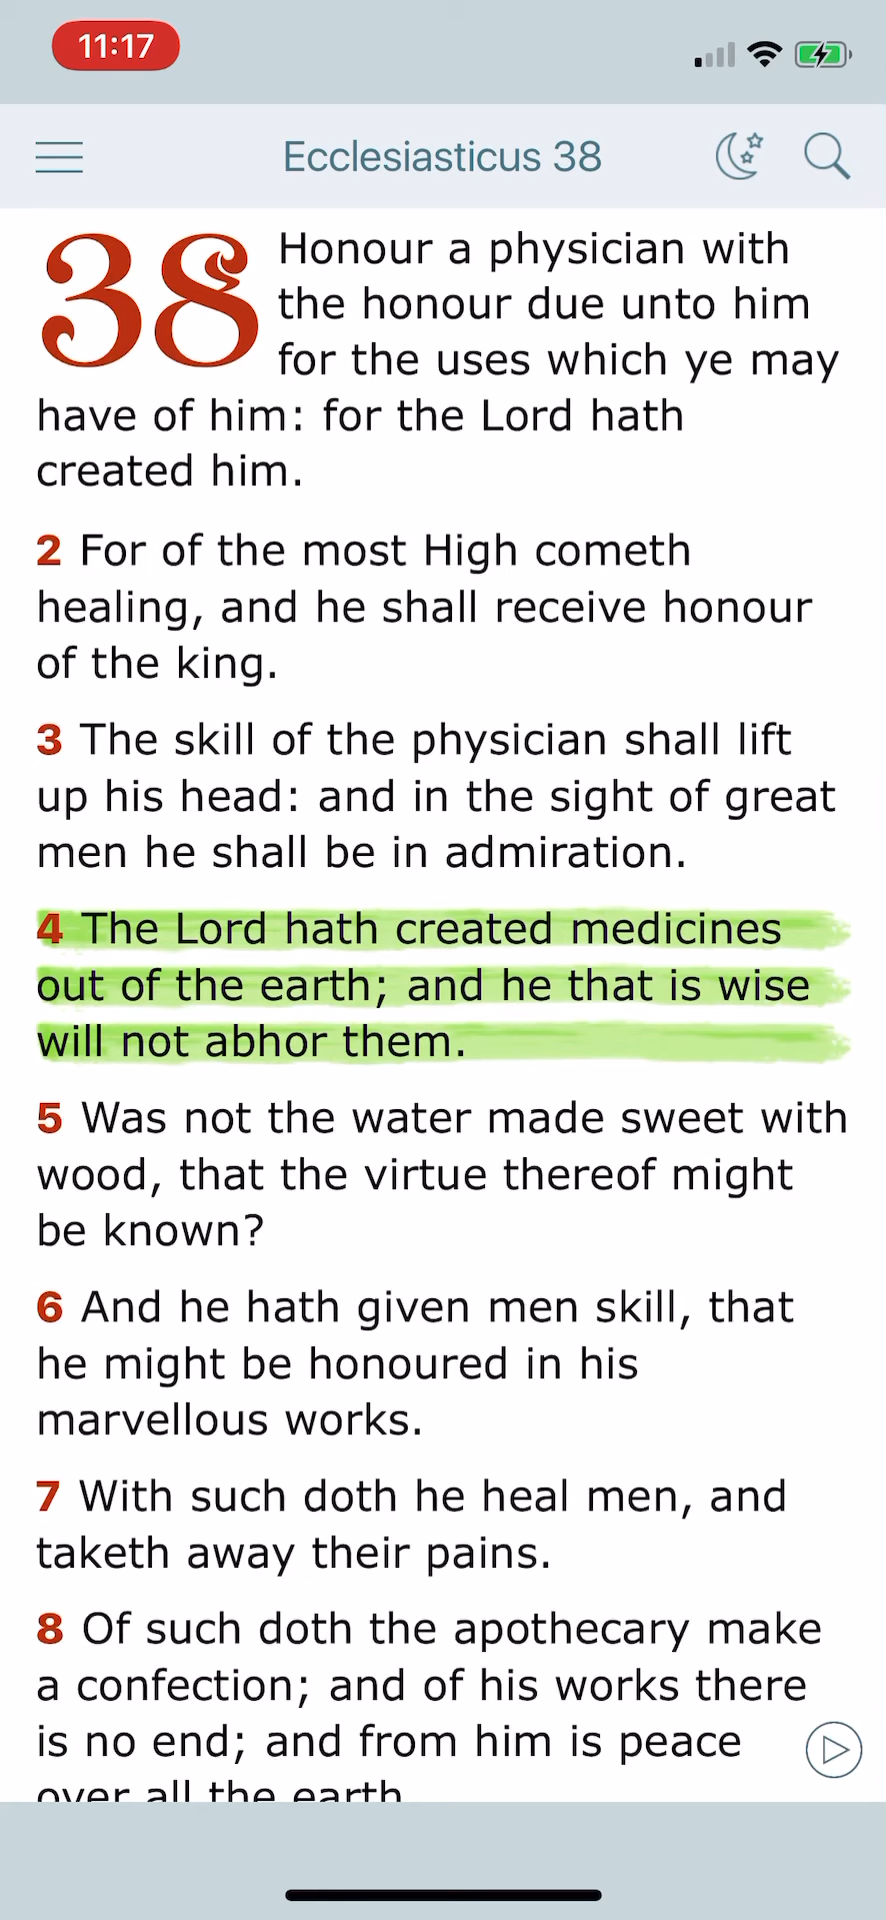 11:17
Ecclesiasticus 38
38 Honour a physician with
the honour due unto him
for the uses which ye may
have of him: for the Lord hath
created him.
2 For of the most High cometh
healing, and he shall receive honour
of the king.
3 The skill of the physician shall lift
up his head: and in the sight of great
men he shall be in admiration.
4 The Lord hath created medicines
out of the earth; and he that is wise
will not abhor them.
5 Was not the water made sweet with
wood, that the virtue thereof might
be known?
6 And he hath given men skill, that
he might be honoured in his
marvellous works.
7 With such doth he heal men, and
taketh away their pains.
8 Of such doth the apothecary make
a confection; and of his works there
is no end; and from him is peace
over all the earth